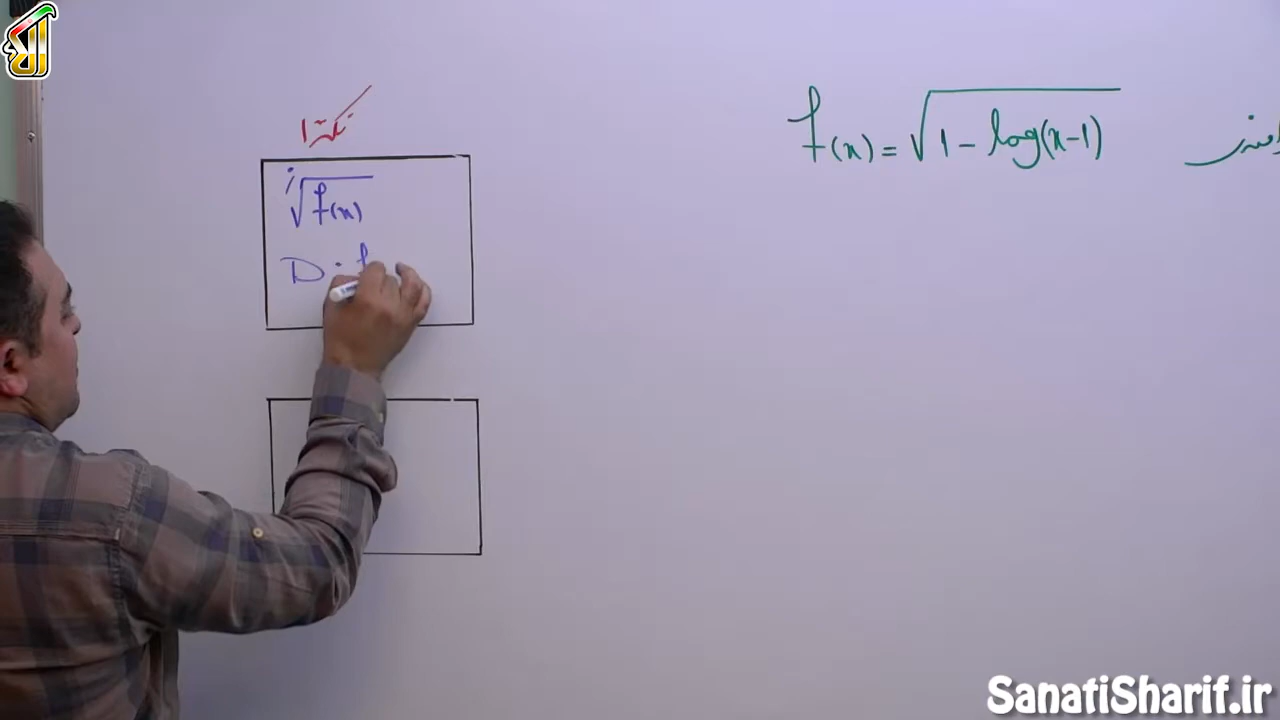 f(x) = √(1 - log(x-1))
نکته ۱
ʲ√f(x)
D: f
SanatiSharif.ir